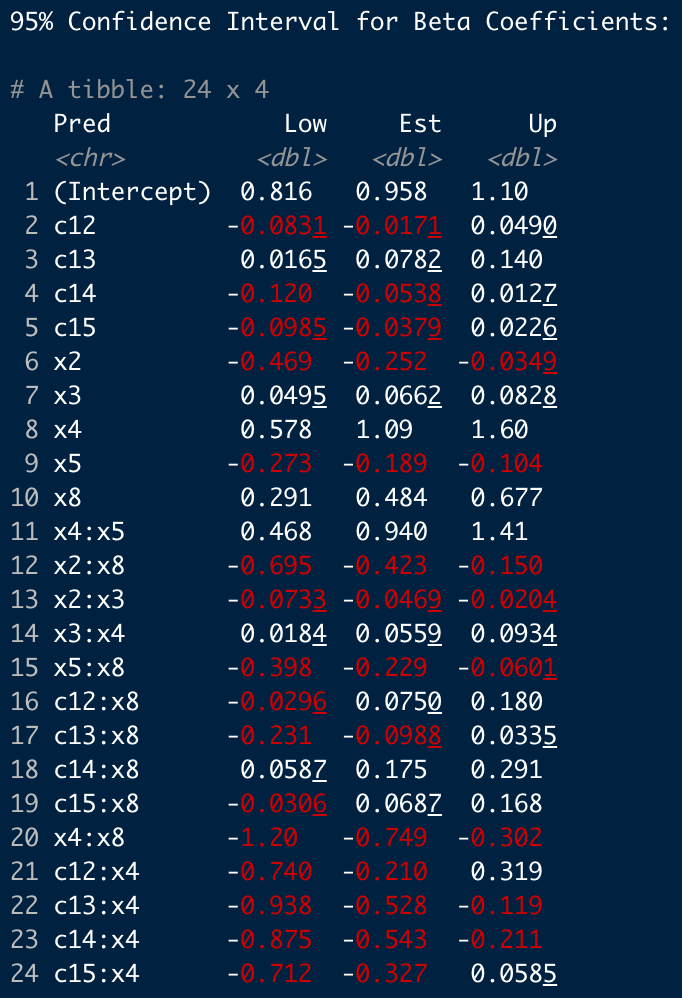 95% Confidence Interval for Beta Coefficients:
# A tibble: 24 x 4
Pred Low Est Up
<chr> <dbl> <dbl> <dbl>
1 (Intercept) 0.816 0.958 1.10
2 c12 -0.0831 -0.0171 0.0490
3 c13 0.0165 0.0782 0.140
4 c14 -0.120 -0.0538 0.0127
5 c15 -0.0985 -0.0379 0.0226
6 x2 -0.469 -0.252 -0.0349
7 x3 0.0495 0.0662 0.0828
8 x4 0.578 1.09 1.60
9 x5 -0.273 -0.189 -0.104
10 x8 0.291 0.484 0.677
11 x4:x5 0.468 0.940 1.41
12 x2:x8 -0.695 -0.423 -0.150
13 x2:x3 -0.0733 -0.0469 -0.0204
14 x3:x4 0.0184 0.0559 0.0934
15 x5:x8 -0.398 -0.229 -0.0601
16 c12:x8 -0.0296 0.0750 0.180
17 c13:x8 -0.231 -0.0988 0.0335
18 c14:x8 0.0587 0.175 0.291
19 c15:x8 -0.0306 0.0687 0.168
20 x4:x8 -1.20 -0.749 -0.302
21 c12:x4 -0.740 -0.210 0.319
22 c13:x4 -0.938 -0.528 -0.119
23 c14:x4 -0.875 -0.543 -0.211
24 c15:x4 -0.712 -0.327 0.0585